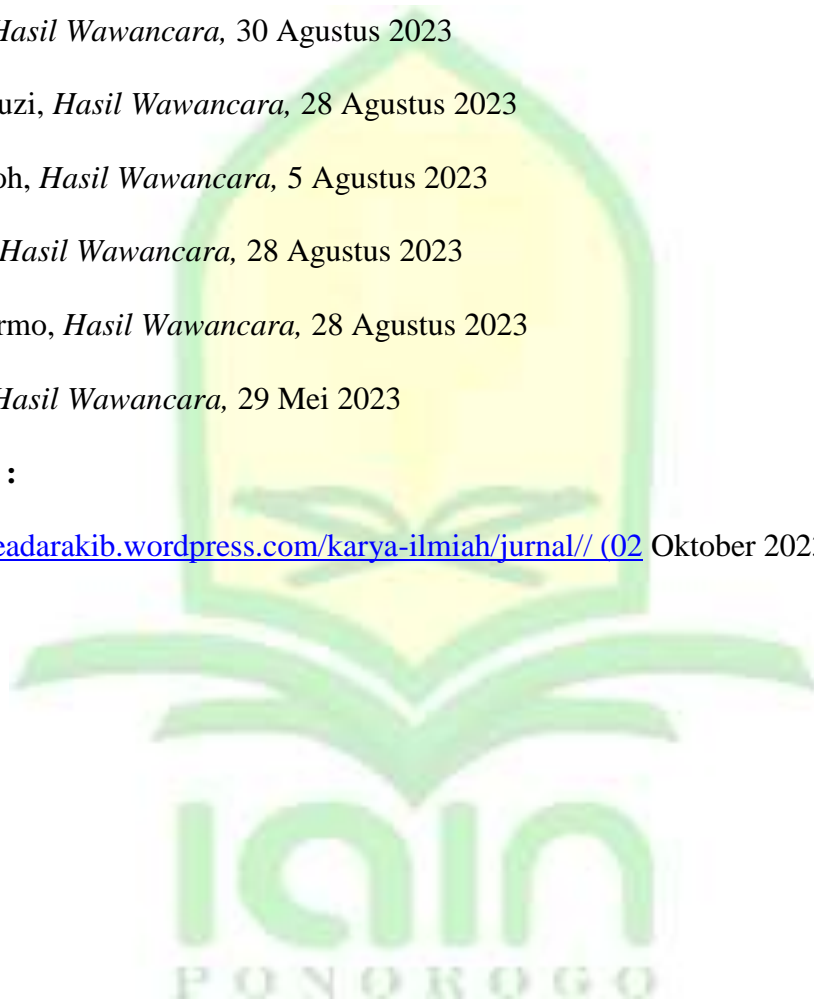 Hasil Wawancara, 30 Agustus 2023
uzi, Hasil Wawancara, 28 Agustus 2023
oh, Hasil Wawancara, 5 Agustus 2023
Hasil Wawancara, 28 Agustus 2023
rmo, Hasil Wawancara, 28 Agustus 2023
Hasil Wawancara, 29 Mei 2023
:
eadarakib.wordpress.com/karya-ilmiah/jurnal// (02 Oktober 202
iain
PONOROGO